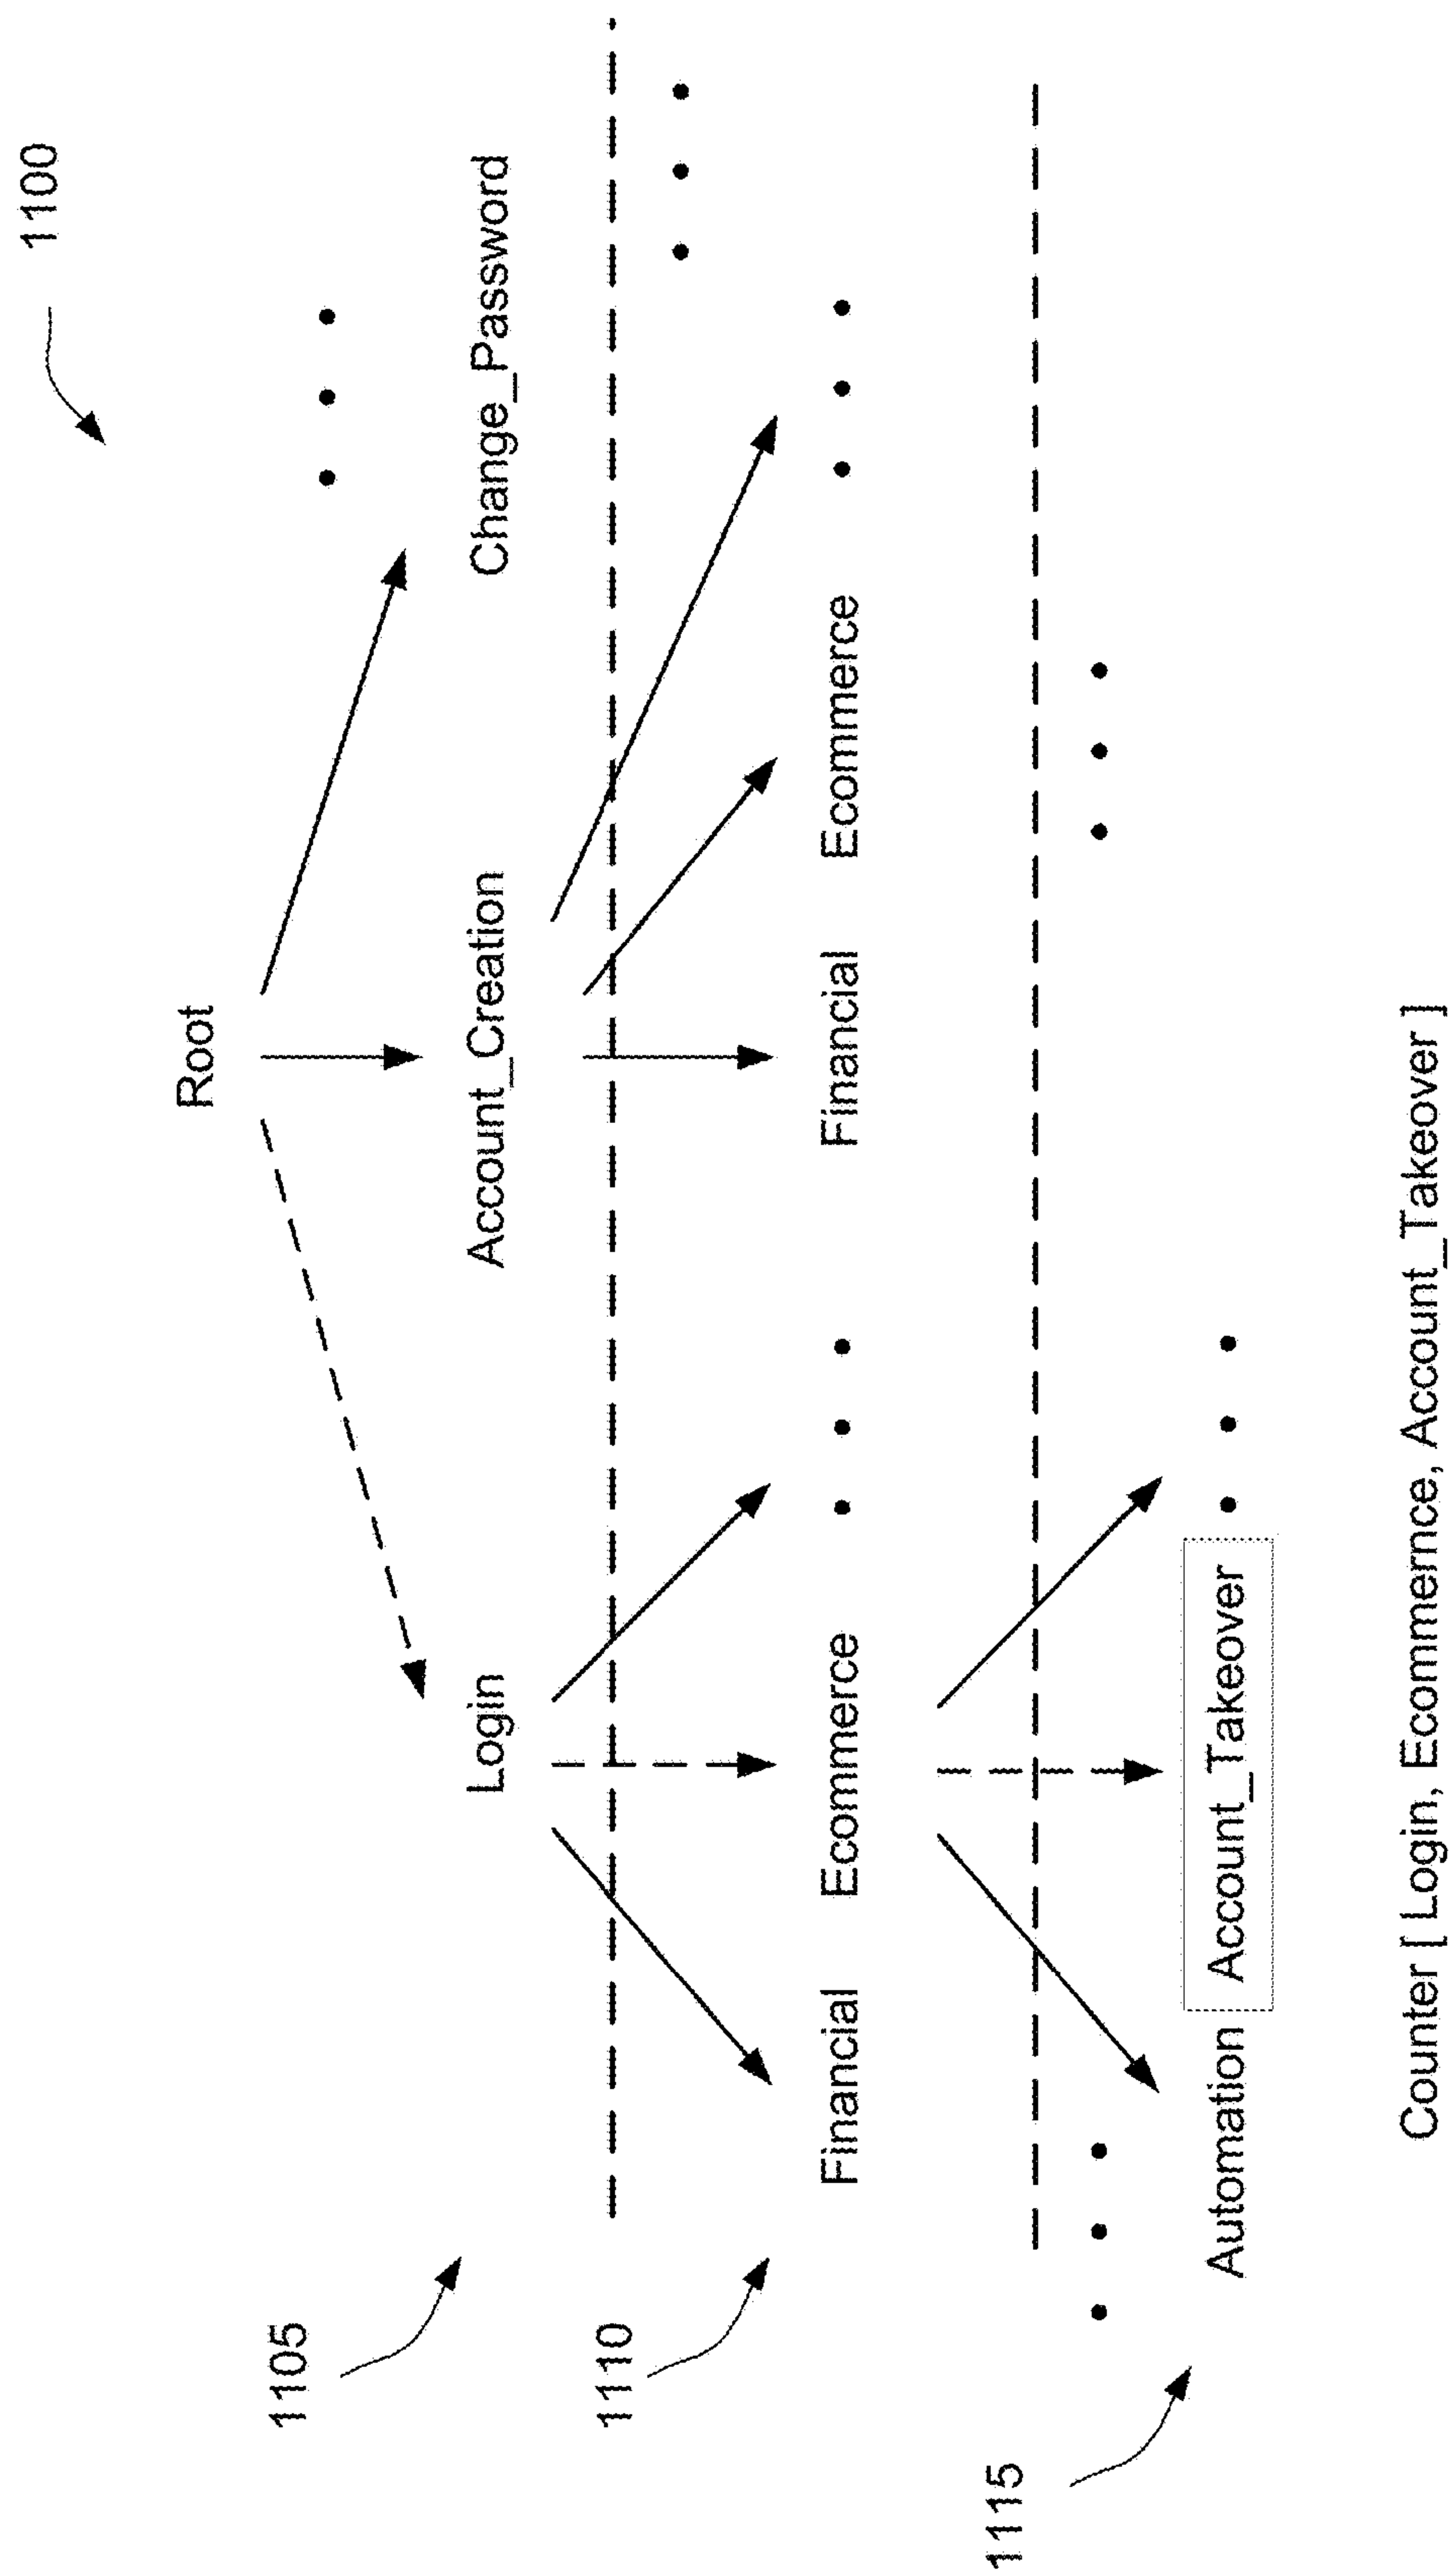 1100
Root
1105
Login
Account_Creation
Change_Password
1110
Financial
Ecommerce
Financial
Ecommerce
1115
Automation
Account_Takeover
Counter [ Login, Ecommernce, Account_Takeover ]